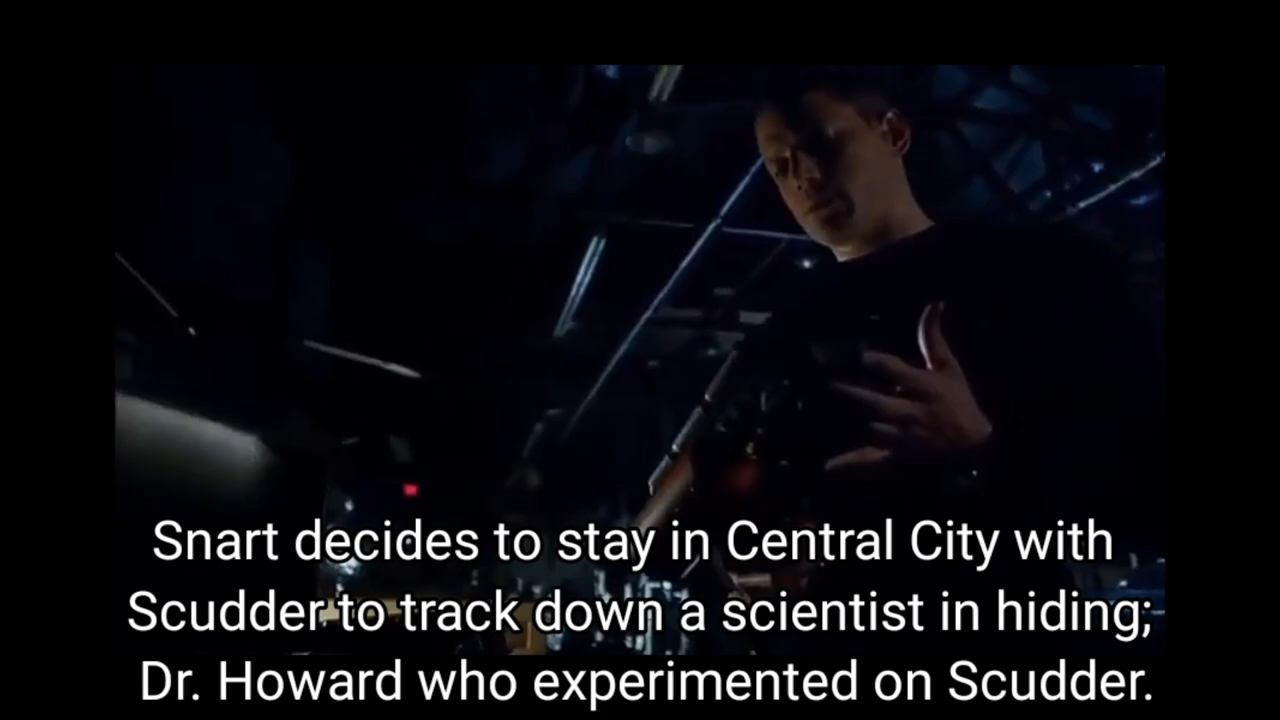 Snart decides to stay in Central City with
Scudder to track down a scientist in hiding;
Dr. Howard who experimented on Scudder.